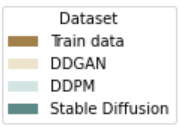 Dataset
Train data
DDGAN
DDPM
Stable Diffusion